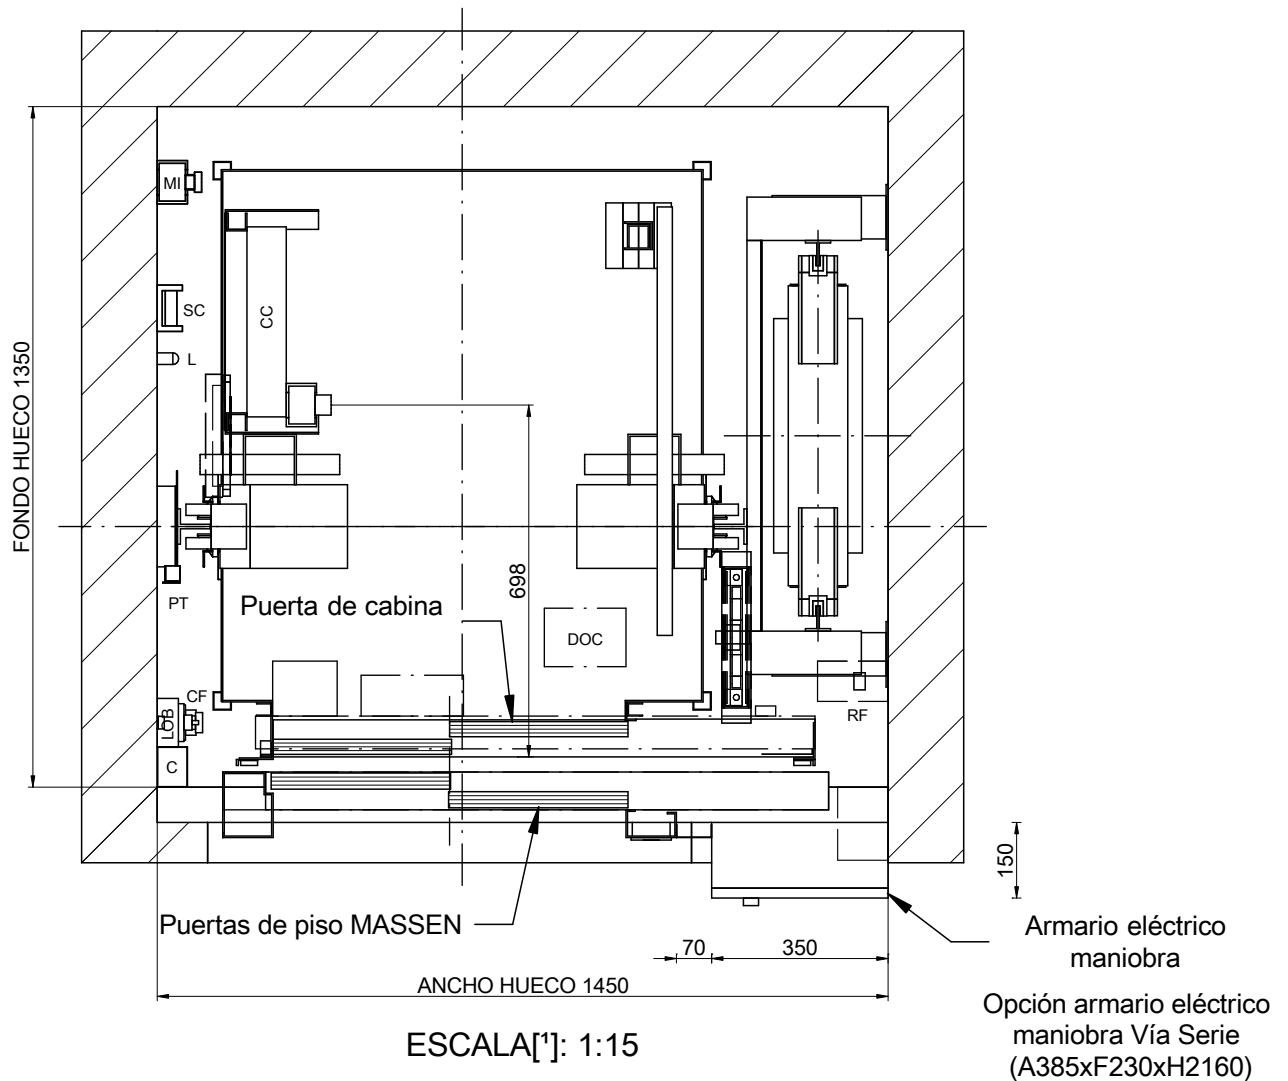 MI
SC
CC
L
FONDO HUECO 1350
698
PT
Puerta de cabina
DOC
CF
LOB
RF
C
150
Puertas de piso MASSEN
70
350
Armario eléctrico
maniobra
ANCHO HUECO 1450
Opción armario eléctrico
maniobra Vía Serie
(A385xF230xH2160)
ESCALA[¹]: 1:15